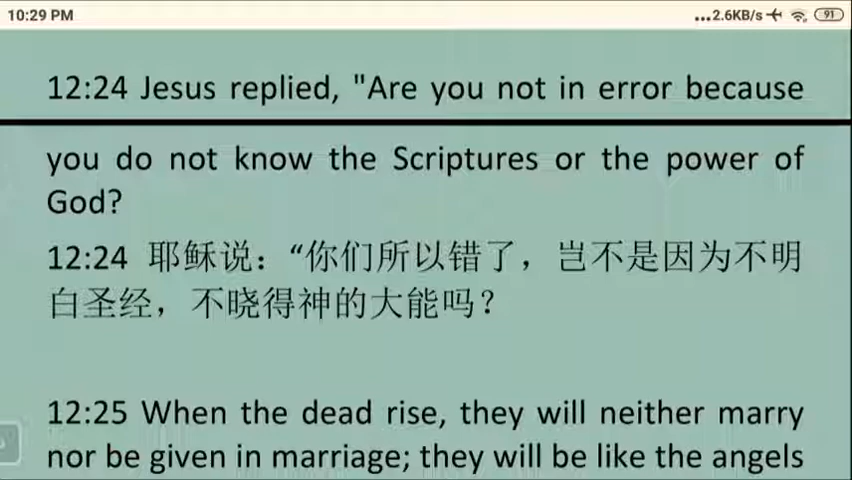 10:29 PM ...2.6KB/s 91
12:24 Jesus replied, "Are you not in error because
you do not know the Scriptures or the power of
God?
12:24 耶稣说：“你们所以错了，岂不是因为不明
白圣经，不晓得神的大能吗？
12:25 When the dead rise, they will neither marry
nor be given in marriage; they will be like the angels